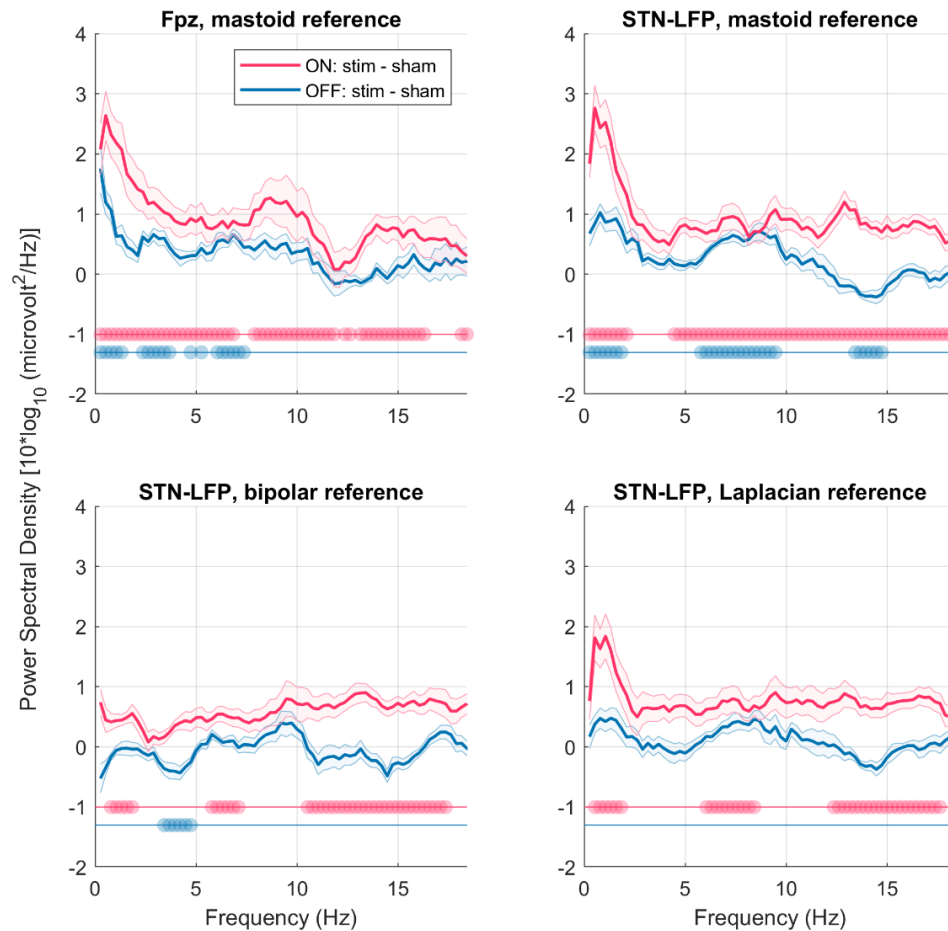 Fpz, mastoid reference
STN-LFP, mastoid reference
ON: stim - sham
OFF: stim - sham
4
3
2
1
0
-1
-2
0 5 10 15
4
3
2
1
0
-1
-2
0 5 10 15
Power Spectral Density [10*log10 (microvolt2/Hz)]
STN-LFP, bipolar reference
STN-LFP, Laplacian reference
4
3
2
1
0
-1
-2
0 5 10 15
Frequency (Hz)
4
3
2
1
0
-1
-2
0 5 10 15
Frequency (Hz)